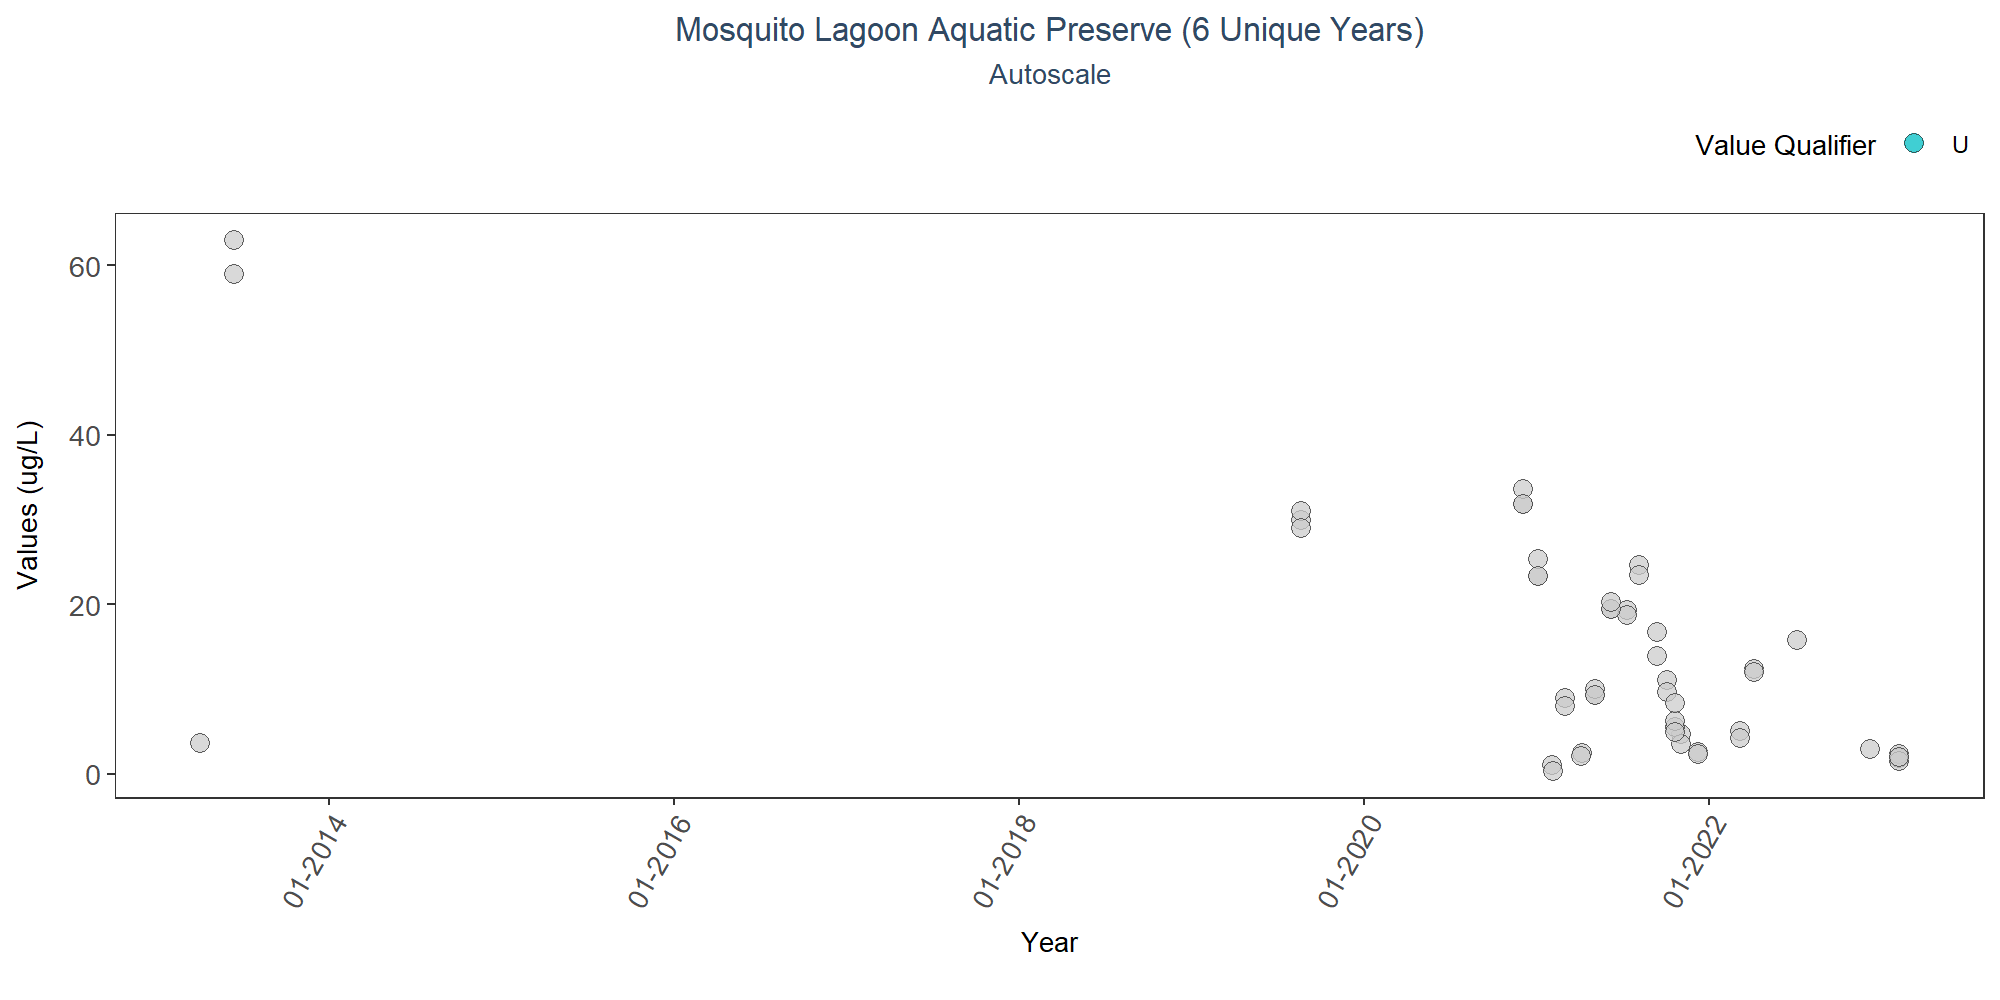 Mosquito Lagoon Aquatic Preserve (6 Unique Years)
Autoscale
Value Qualifier U
Values (ug/L)
60
40
20
0
01-2014
01-2016
01-2018
01-2020
01-2022
Year